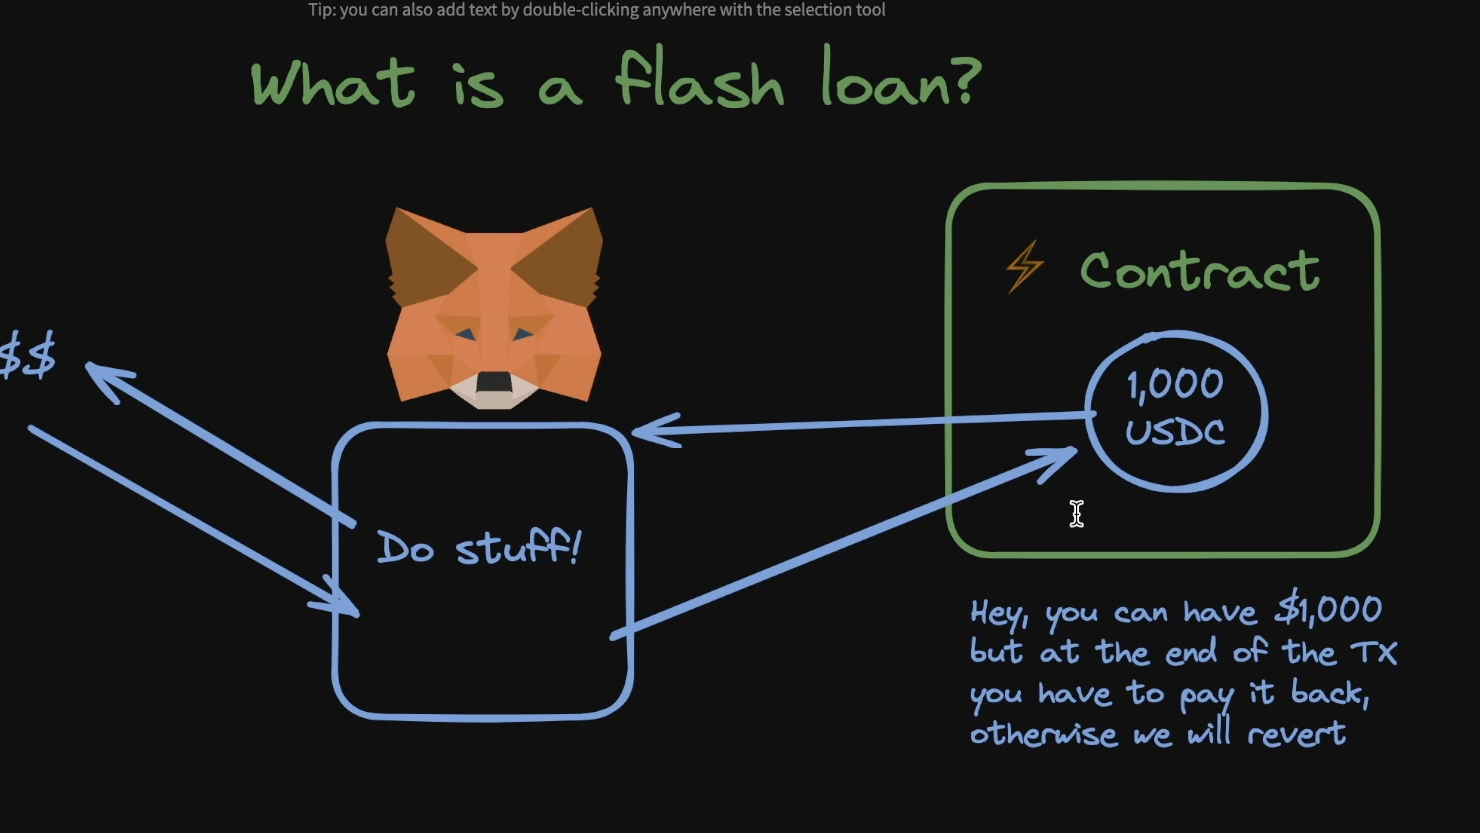 Tip: you can also add text by double-clicking anywhere with the selection tool
What is a flash loan?
⚡ Contract
1,000
USDC
$$
Do stuff!
Hey, you can have $1,000
but at the end of the TX
you have to pay it back,
otherwise we will revert